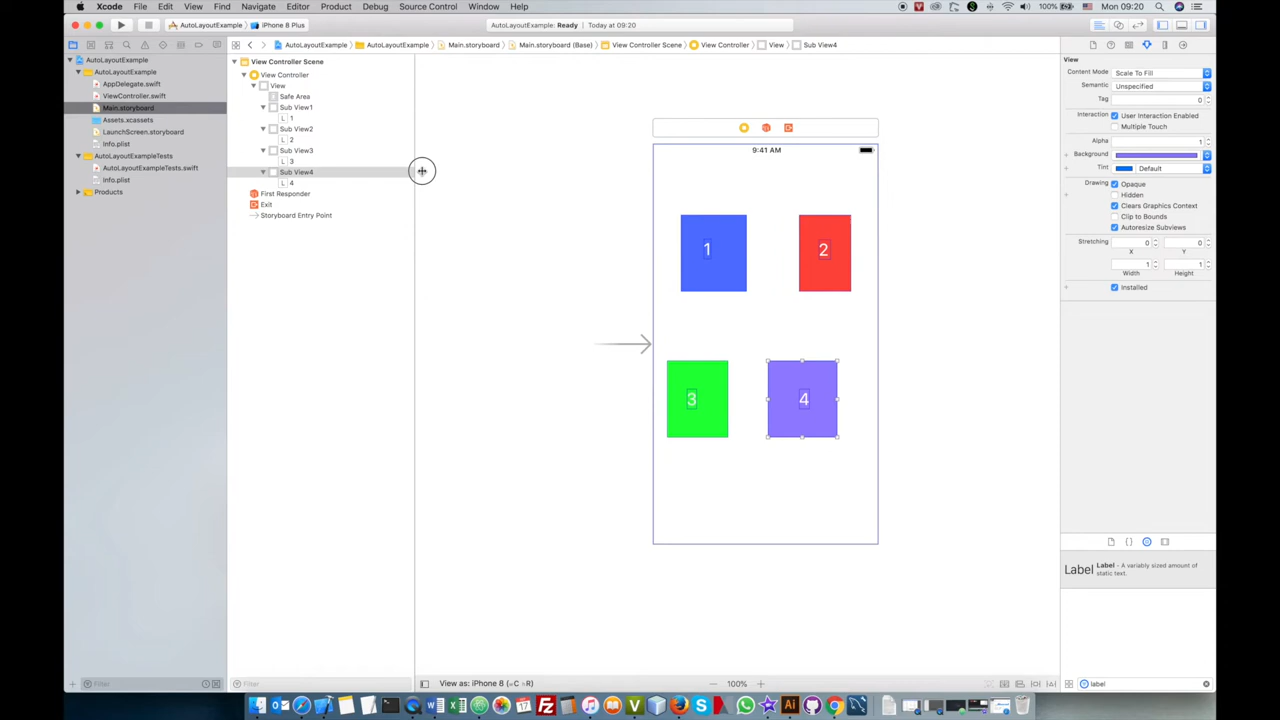 Xcode File Edit View Find Navigate Editor Product Debug Source Control Window Help 100% Mon 09:20
AutoLayoutExample iPhone 8 Plus AutoLayoutExample: Ready Today at 09:20
AutoLayoutExample AutoLayoutExample Main.storyboard Main.storyboard (Base) View Controller Scene View Controller View Sub View4
AutoLayoutExample
AutoLayoutExample
AppDelegate.swift
ViewController.swift
Main.storyboard
Assets.xcassets
LaunchScreen.storyboard
Info.plist
AutoLayoutExampleTests
AutoLayoutExampleTests.swift
Info.plist
Products
Filter
View Controller Scene
View Controller
View
Safe Area
Sub View1
L 1
Sub View2
L 2
Sub View3
L 3
Sub View4
L 4
First Responder
Exit
Storyboard Entry Point
Filter
9:41 AM
1
2
3
4
View as: iPhone 8 (wC hR)
100%
View
Content Mode Scale To Fill
Semantic Unspecified
Tag 0
Interaction User Interaction Enabled
Multiple Touch
Alpha 1
Background
Tint Default
Drawing Opaque
Hidden
Clears Graphics Context
Clip to Bounds
Autoresize Subviews
Stretching 0 0
X Y
1 1
Width Height
Installed
Label
Label - A variably sized amount of
static text.
label